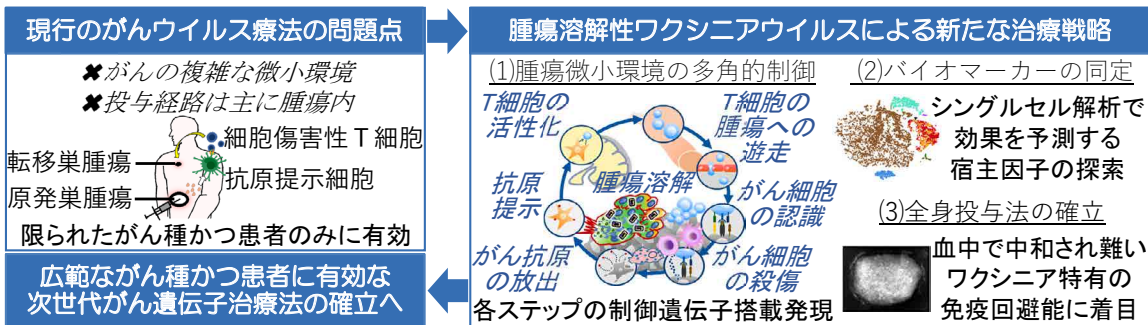 現行のがんウイルス療法の問題点
✖がんの複雑な微小環境
✖投与経路は主に腫瘍内
細胞傷害性T細胞
転移巣腫瘍
抗原提示細胞
原発巣腫瘍
限られたがん種かつ患者のみに有効
広範ながん種かつ患者に有効な
次世代がん遺伝子治療法の確立へ
腫瘍溶解性ワクシニアウイルスによる新たな治療戦略
(1)腫瘍微小環境の多角的制御
T細胞の
活性化
T細胞の
腫瘍への
遊走
抗原
提示
腫瘍溶解
がん細胞
の認識
がん抗原
の放出
がん細胞
の殺傷
各ステップの制御遺伝子搭載発現
(2)バイオマーカーの同定
シングルセル解析で
効果を予測する
宿主因子の探索
(3)全身投与法の確立
血中で中和され難い
ワクシニア特有の
免疫回避能に着目